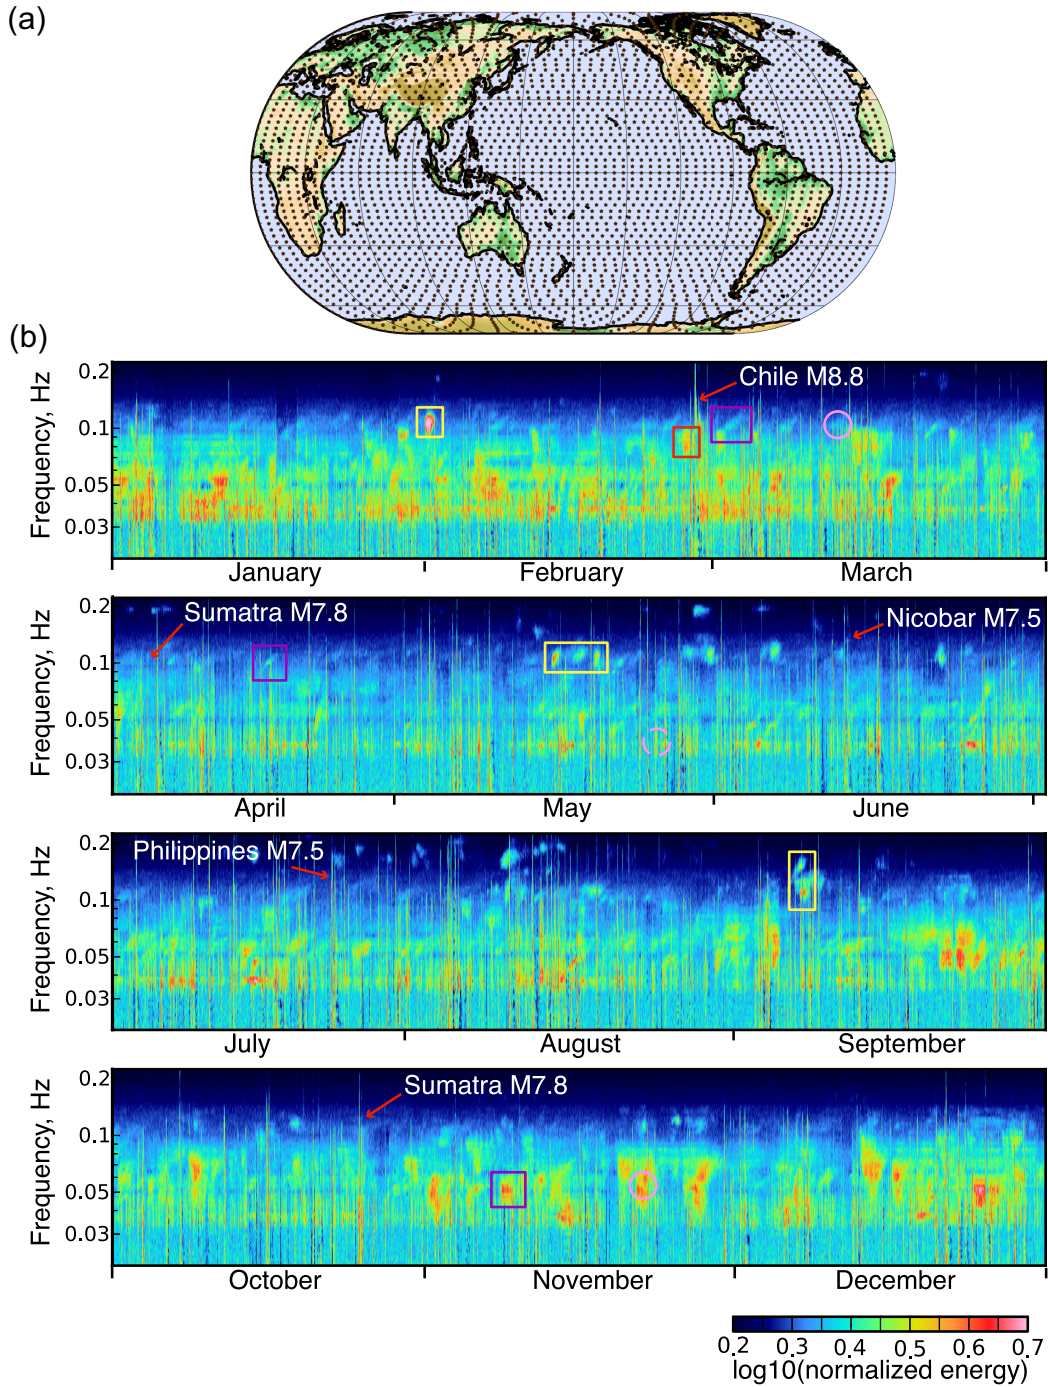 (a)
(b)
Frequency, Hz
0.2
0.1
0.05
0.03
Chile M8.8
January February March
Frequency, Hz
0.2
0.1
0.05
0.03
Sumatra M7.8
Nicobar M7.5
April May June
Frequency, Hz
0.2
0.1
0.05
0.03
Philippines M7.5
July August September
Frequency, Hz
0.2
0.1
0.05
0.03
Sumatra M7.8
October November December
0.2 0.3 0.4 0.5 0.6 0.7
log10(normalized energy)